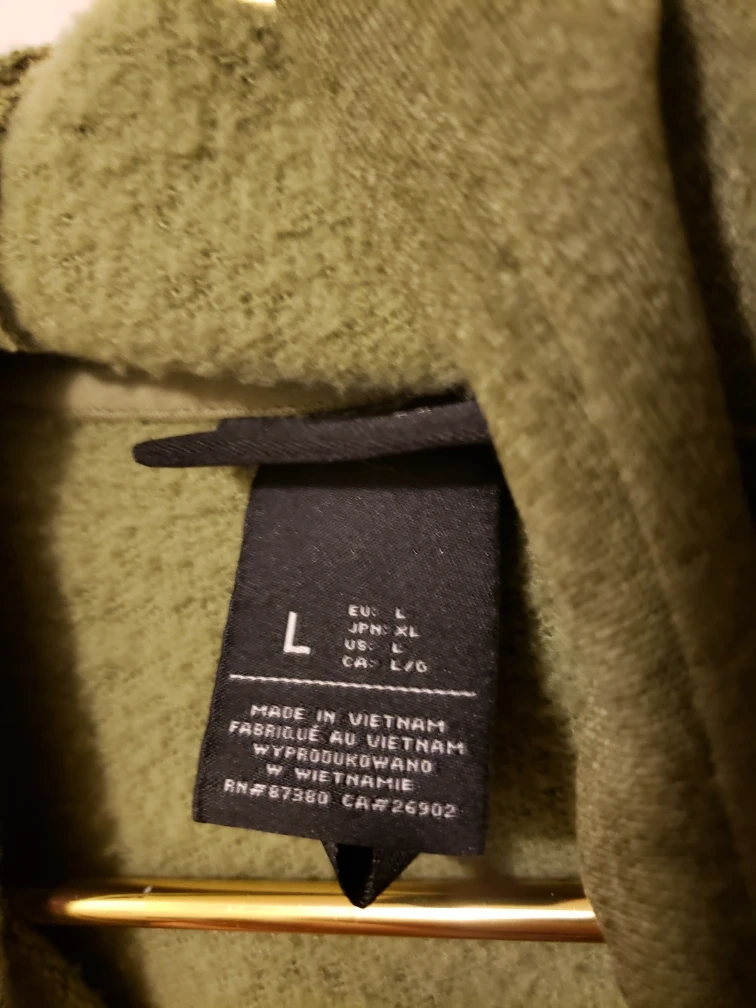 L
EU: L
JPN: XL
US: L
CA: L/G
MADE IN VIETNAM
FABRIQUÉ AU VIETNAM
WYPRODUKOWANO
W WIETNAMIE
RN#87380 CA#26902